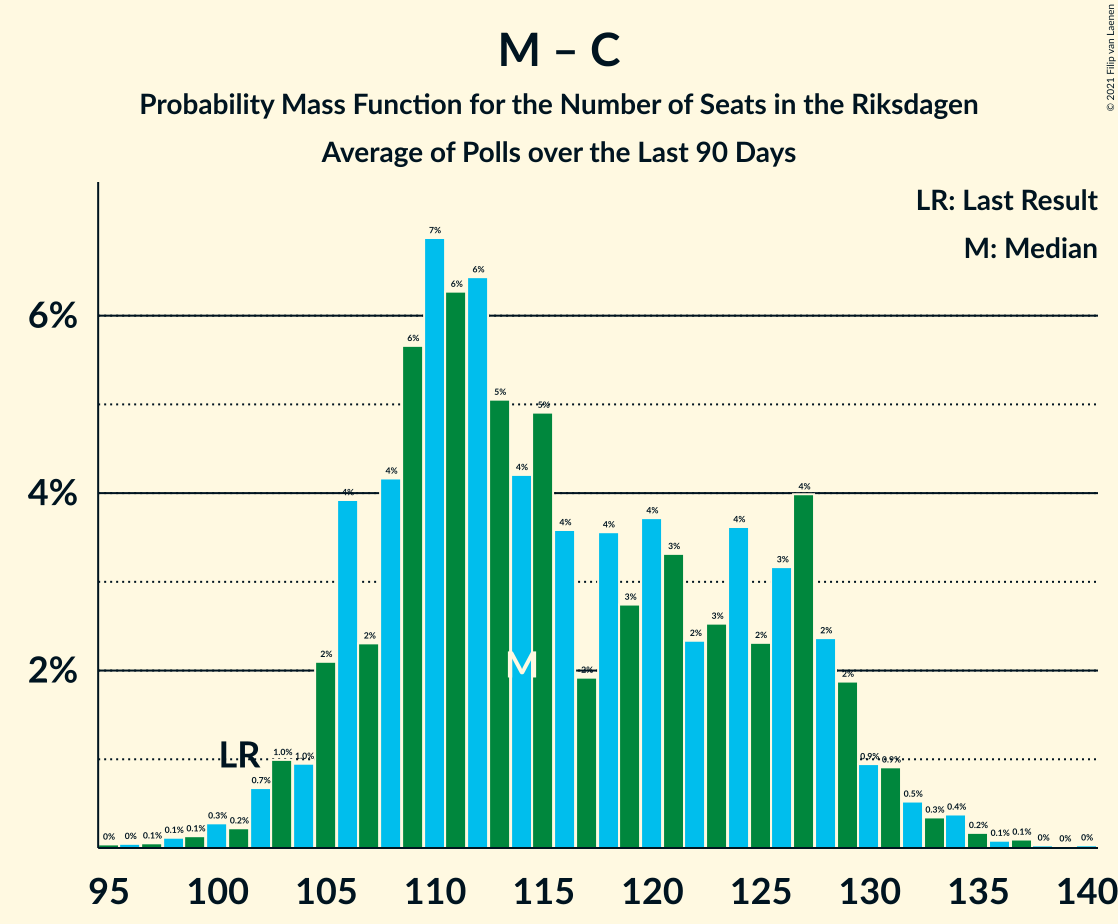 M – C
Probability Mass Function for the Number of Seats in the Riksdagen
Average of Polls over the Last 90 Days
© 2021 Filip van Laenen
LR: Last Result
M: Median
6%
4%
2%
0% 0% 0.1% 0.1% 0.1% 0.3% 0.2% 0.7% 1.0% 1.0% 2% 4% 2% 4% 6% 7% 6% 6% 5% 4% 5% 4% 2% 4% 3% 4% 3% 2% 3% 4% 2% 3% 4% 2% 2% 0.9% 0.9% 0.5% 0.3% 0.4% 0.2% 0.1% 0.1% 0% 0% 0%
LR
M
95 100 105 110 115 120 125 130 135 140